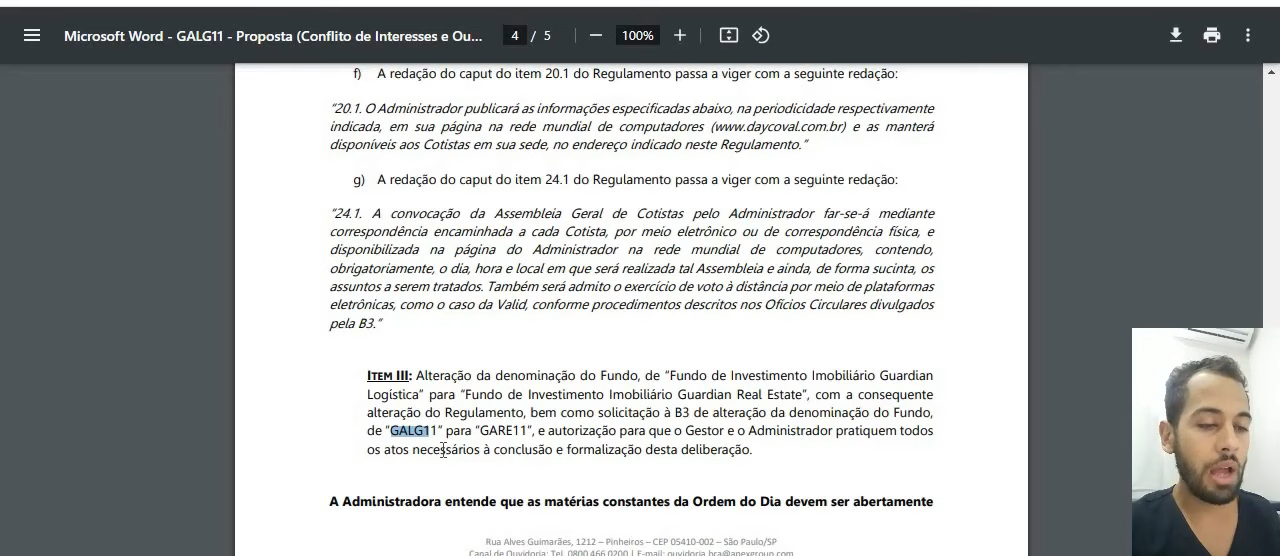 Microsoft Word - GALG11 - Proposta (Conflito de Interesses e Ou...
4 / 5
100%
f) A redação do caput do item 20.1 do Regulamento passa a viger com a seguinte redação:
"20.1. O Administrador publicará as informações especificadas abaixo, na periodicidade respectivamente
indicada, em sua página na rede mundial de computadores (www.daycoval.com.br) e as manterá
disponíveis aos Cotistas em sua sede, no endereço indicado neste Regulamento."
g) A redação do caput do item 24.1 do Regulamento passa a viger com a seguinte redação:
"24.1. A convocação da Assembleia Geral de Cotistas pelo Administrador far-se-á mediante
correspondência encaminhada a cada Cotista, por meio eletrônico ou de correspondência física, e
disponibilizada na página do Administrador na rede mundial de computadores, contendo,
obrigatoriamente, o dia, hora e local em que será realizada tal Assembleia e ainda, de forma sucinta, os
assuntos a serem tratados. Também será admito o exercício de voto à distância por meio de plataformas
eletrônicas, como o caso da Valid, conforme procedimentos descritos nos Ofícios Circulares divulgados
pela B3."
ITEM III: Alteração da denominação do Fundo, de "Fundo de Investimento Imobiliário Guardian
Logística" para "Fundo de Investimento Imobiliário Guardian Real Estate", com a consequente
alteração do Regulamento, bem como solicitação à B3 de alteração da denominação do Fundo,
de "GALG11" para "GARE11", e autorização para que o Gestor e o Administrador pratiquem todos
os atos necessários à conclusão e formalização desta deliberação.
A Administradora entende que as matérias constantes da Ordem do Dia devem ser abertamente
Rua Alves Guimarães, 1212 – Pinheiros – CEP 05410-002 – São Paulo/SP
Canal de Ouvidoria: Tel. 0800 466 0200 | E-mail: ouvidoria.bra@apexgroup.com